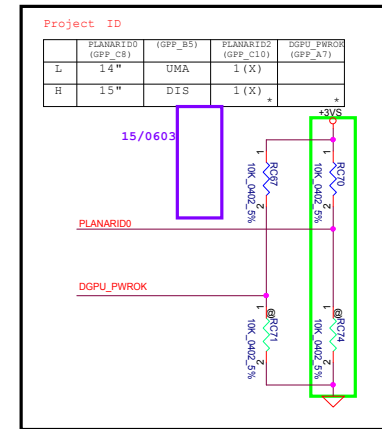 Project ID
PLANARID0 (GPP_B5) PLANARID2 DGPU_PWROK
(GPP_C8) (GPP_C10) (GPP_A7)
L 14" UMA 1(X)
H 15" DIS 1(X)
* *
+3VS
15/0603
1 1
RC67 RC70
10K_0402_5% 10K_0402_5%
2 2
PLANARID0
DGPU_PWROK
1 1
@RC71 @RC74
10K_0402_5% 10K_0402_5%
2 2